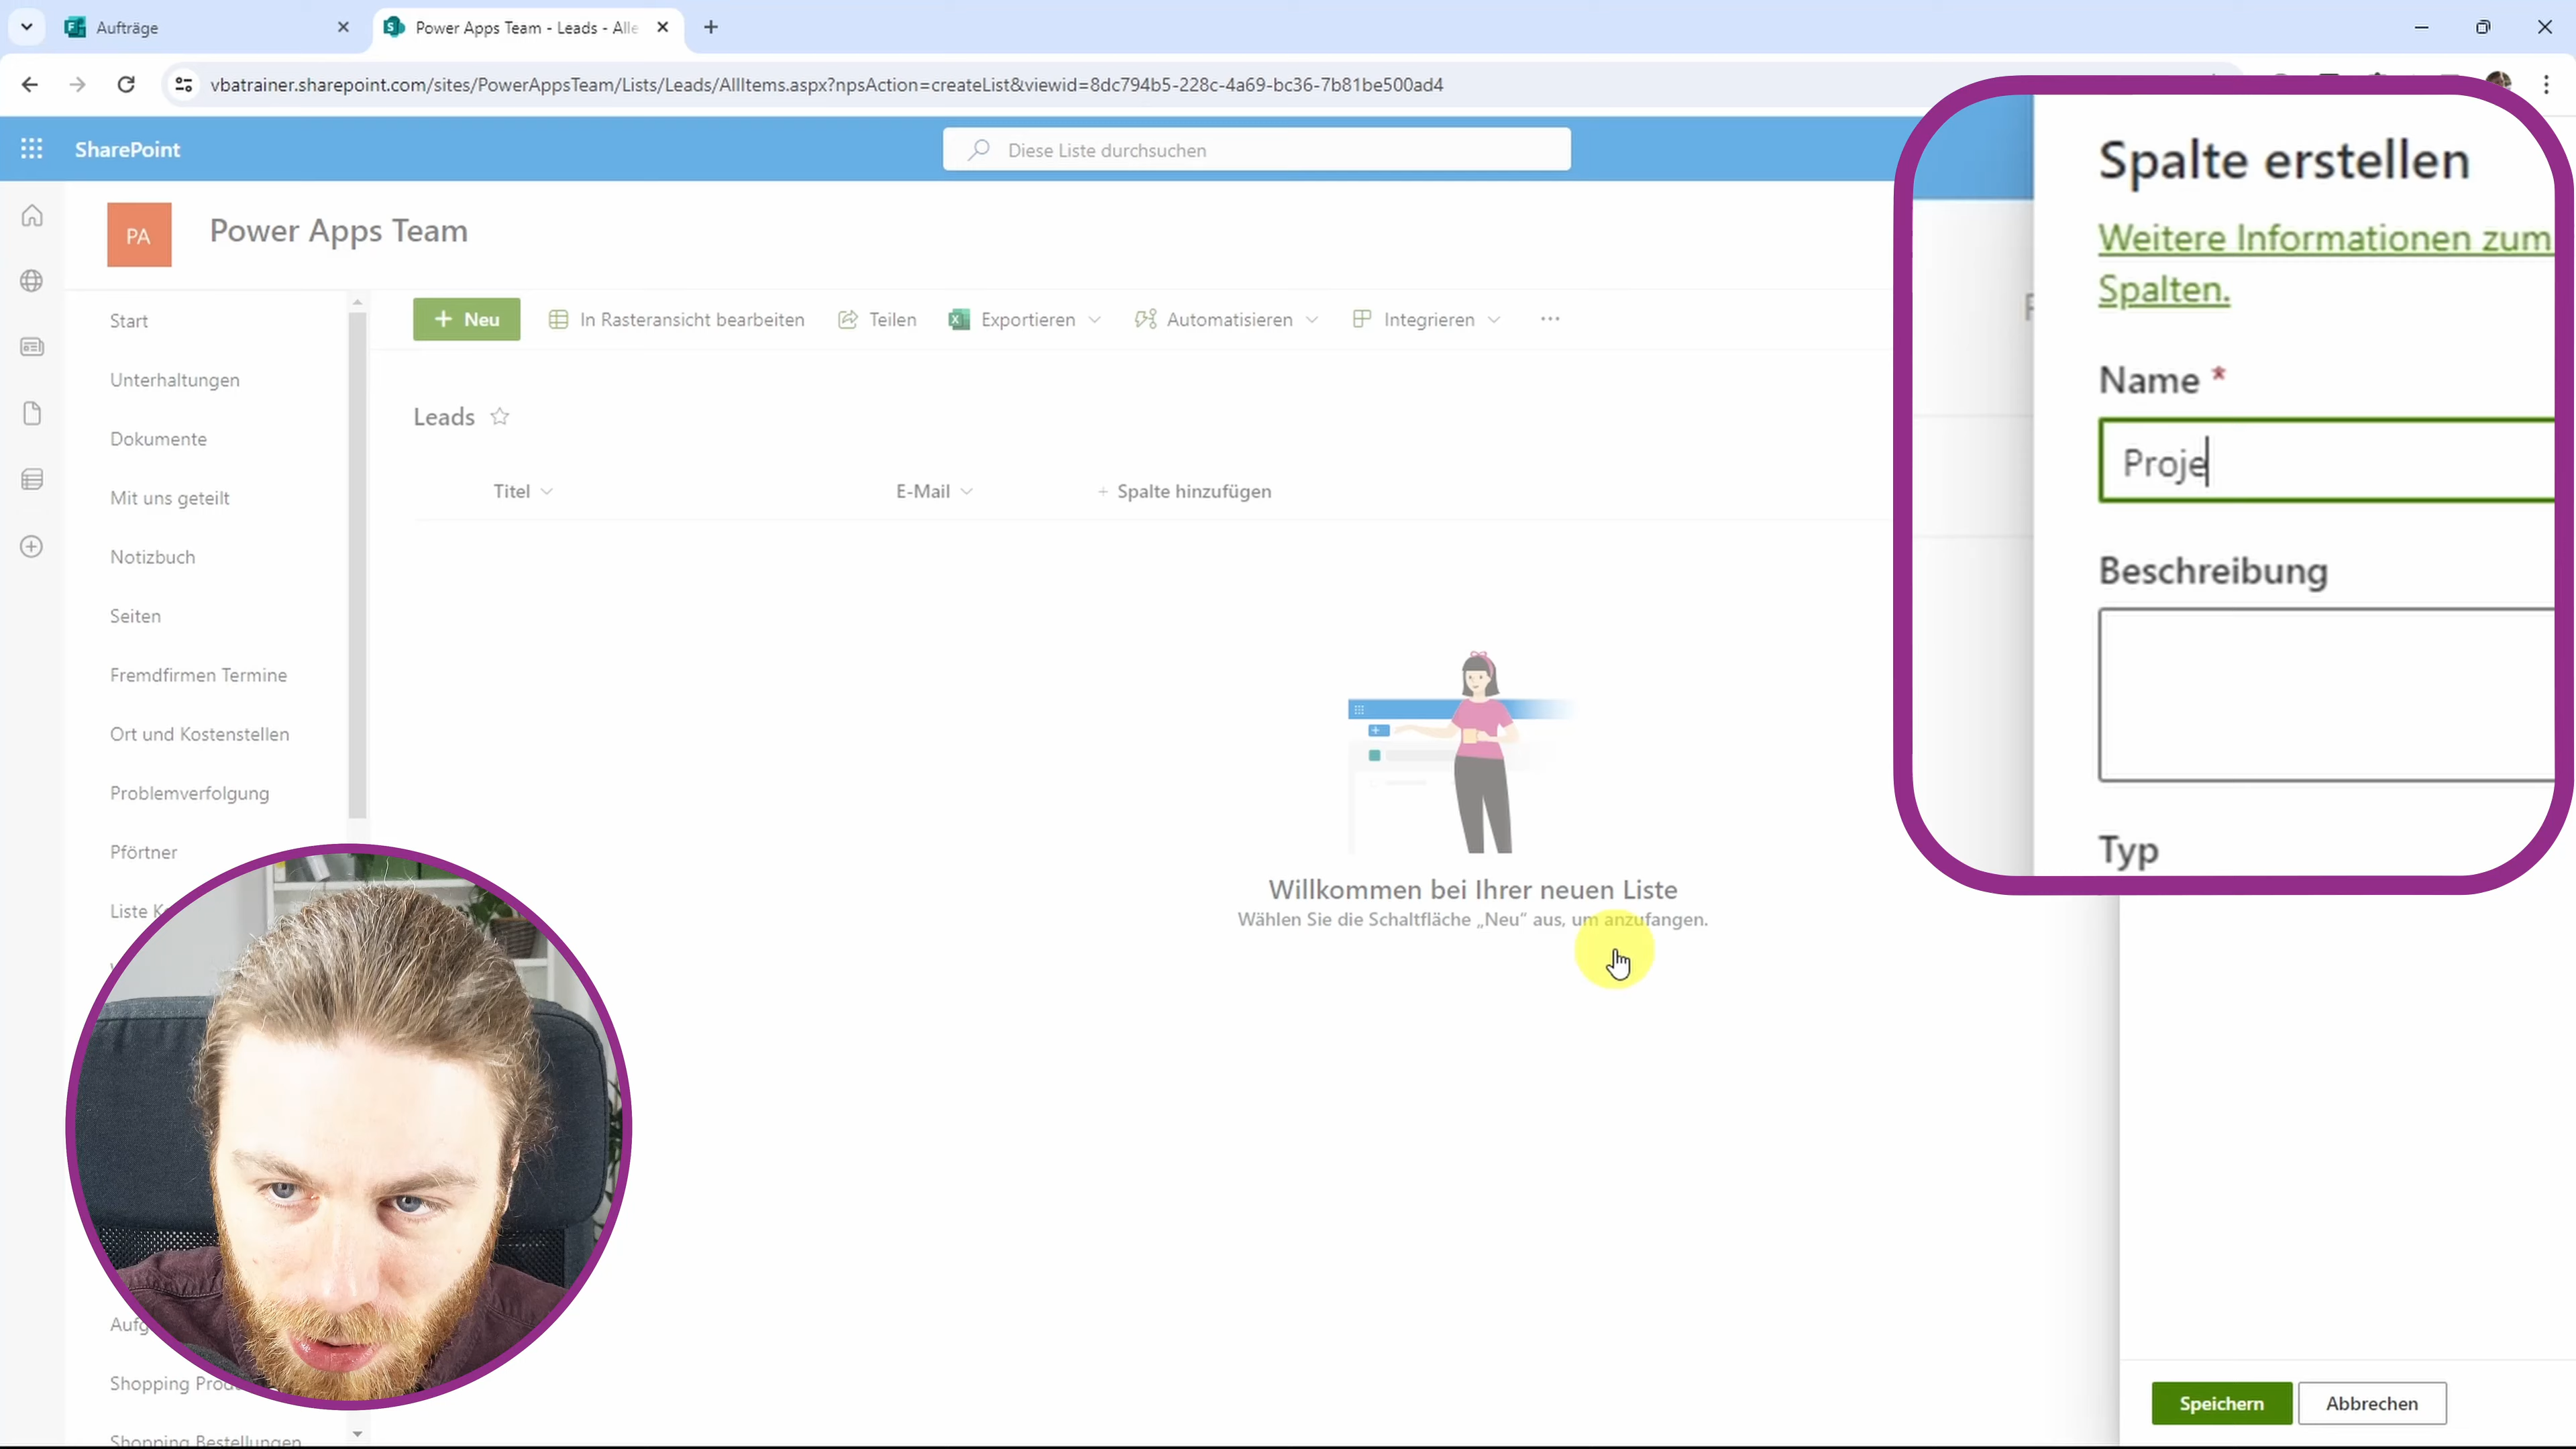 Aufträge
Power Apps Team - Leads - Alle
vbatrainer.sharepoint.com/sites/PowerAppsTeam/Lists/Leads/AllItems.aspx?npsAction=createList&viewid=8dc794b5-228c-4a69-bc36-7b81be500ad4
SharePoint
Diese Liste durchsuchen
PA
Power Apps Team
Start
Unterhaltungen
Dokumente
Mit uns geteilt
Notizbuch
Seiten
Fremdfirmen Termine
Ort und Kostenstellen
Problemverfolgung
Pförtner
Liste
Shopping
Shopping Bestellungen
+ Neu
In Rasteransicht bearbeiten
Teilen
Exportieren
Automatisieren
Integrieren
...
Leads
Titel
E-Mail
+ Spalte hinzufügen
Willkommen bei Ihrer neuen Liste
Wählen Sie die Schaltfläche „Neu“ aus, um anzufangen.
Spalte erstellen
Weitere Informationen zum
Spalten.
Name *
Proje
Beschreibung
Typ
Speichern
Abbrechen